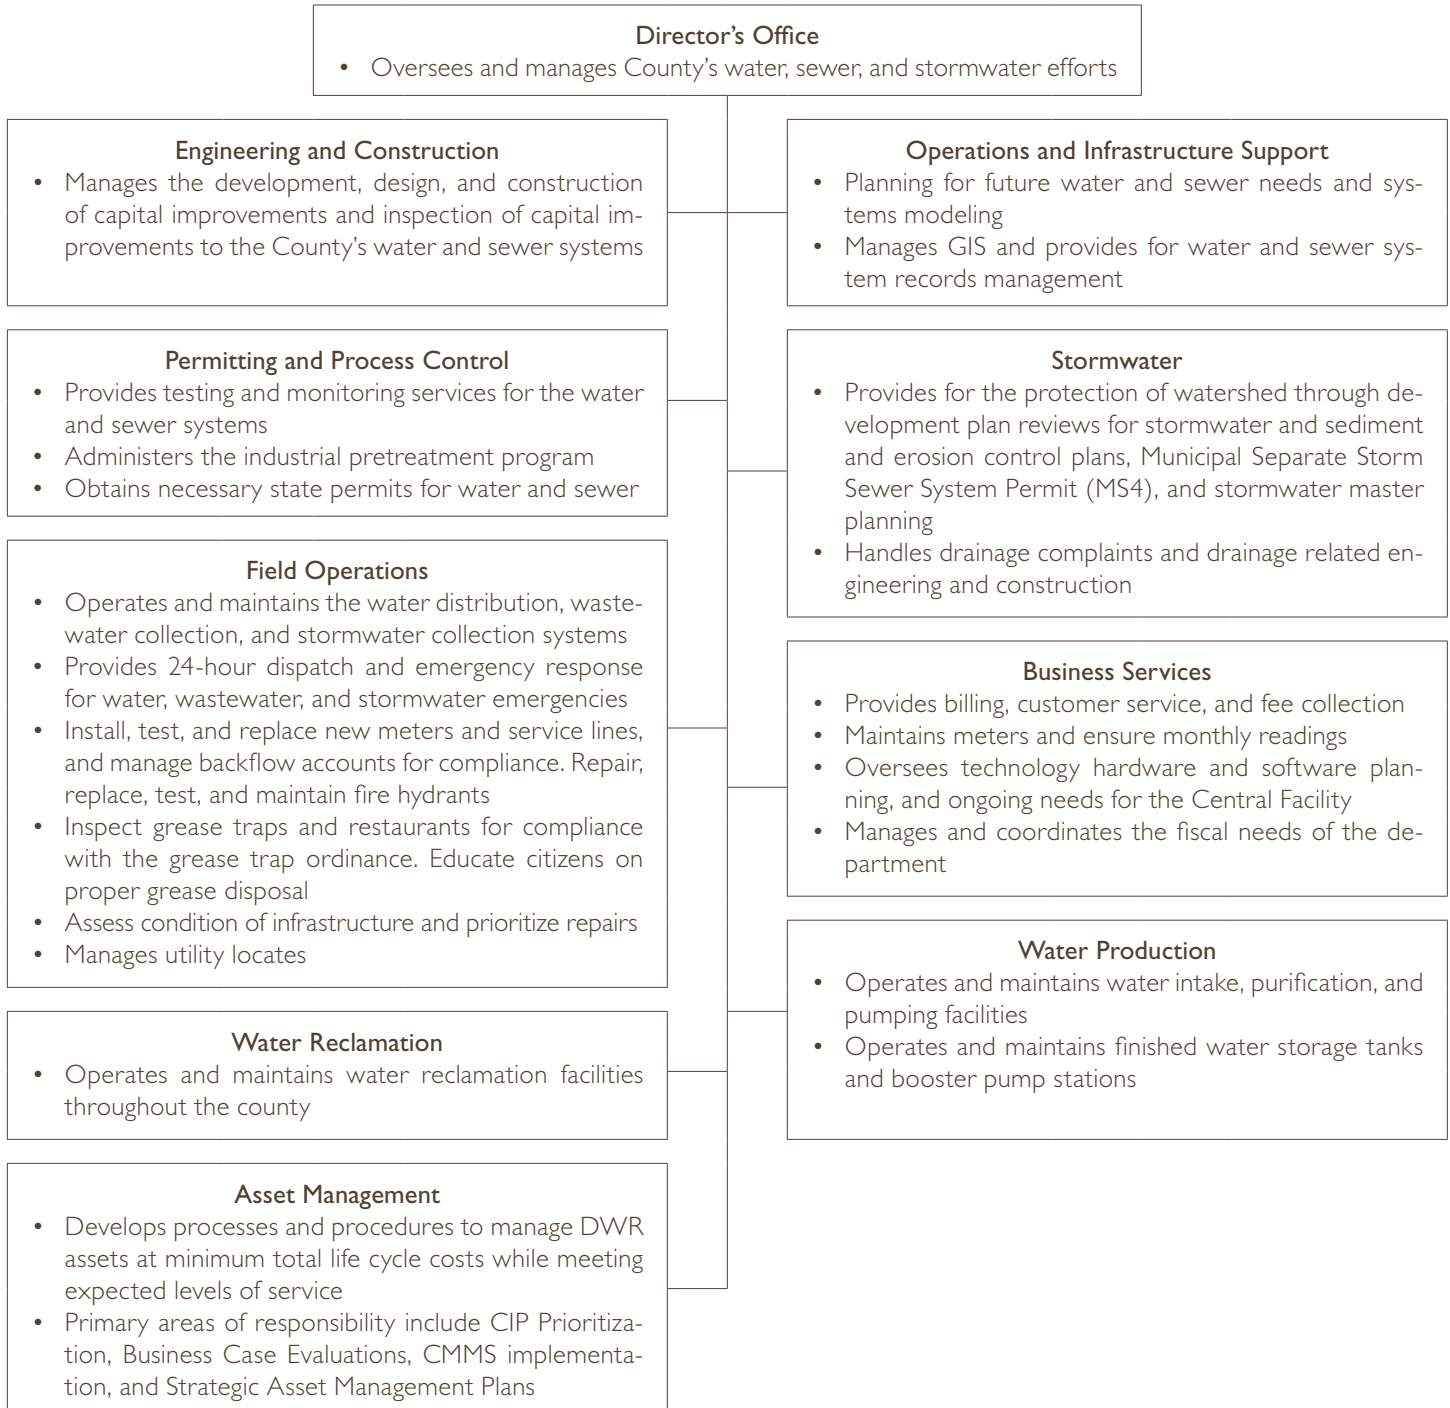 Director’s Office
• Oversees and manages County’s water, sewer, and stormwater efforts
Engineering and Construction
• Manages the development, design, and construction
of capital improvements and inspection of capital im-
provements to the County’s water and sewer systems
Permitting and Process Control
• Provides testing and monitoring services for the water
and sewer systems
• Administers the industrial pretreatment program
• Obtains necessary state permits for water and sewer
Field Operations
• Operates and maintains the water distribution, waste-
water collection, and stormwater collection systems
• Provides 24-hour dispatch and emergency response
for water, wastewater, and stormwater emergencies
• Install, test, and replace new meters and service lines,
and manage backflow accounts for compliance. Repair,
replace, test, and maintain fire hydrants
• Inspect grease traps and restaurants for compliance
with the grease trap ordinance. Educate citizens on
proper grease disposal
• Assess condition of infrastructure and prioritize repairs
• Manages utility locates
Water Reclamation
• Operates and maintains water reclamation facilities
throughout the county
Asset Management
• Develops processes and procedures to manage DWR
assets at minimum total life cycle costs while meeting
expected levels of service
• Primary areas of responsibility include CIP Prioritiza-
tion, Business Case Evaluations, CMMS implementa-
tion, and Strategic Asset Management Plans
Operations and Infrastructure Support
• Planning for future water and sewer needs and sys-
tems modeling
• Manages GIS and provides for water and sewer sys-
tem records management
Stormwater
• Provides for the protection of watershed through de-
velopment plan reviews for stormwater and sediment
and erosion control plans, Municipal Separate Storm
Sewer System Permit (MS4), and stormwater master
planning
• Handles drainage complaints and drainage related en-
gineering and construction
Business Services
• Provides billing, customer service, and fee collection
• Maintains meters and ensure monthly readings
• Oversees technology hardware and software plan-
ning, and ongoing needs for the Central Facility
• Manages and coordinates the fiscal needs of the de-
partment
Water Production
• Operates and maintains water intake, purification, and
pumping facilities
• Operates and maintains finished water storage tanks
and booster pump stations